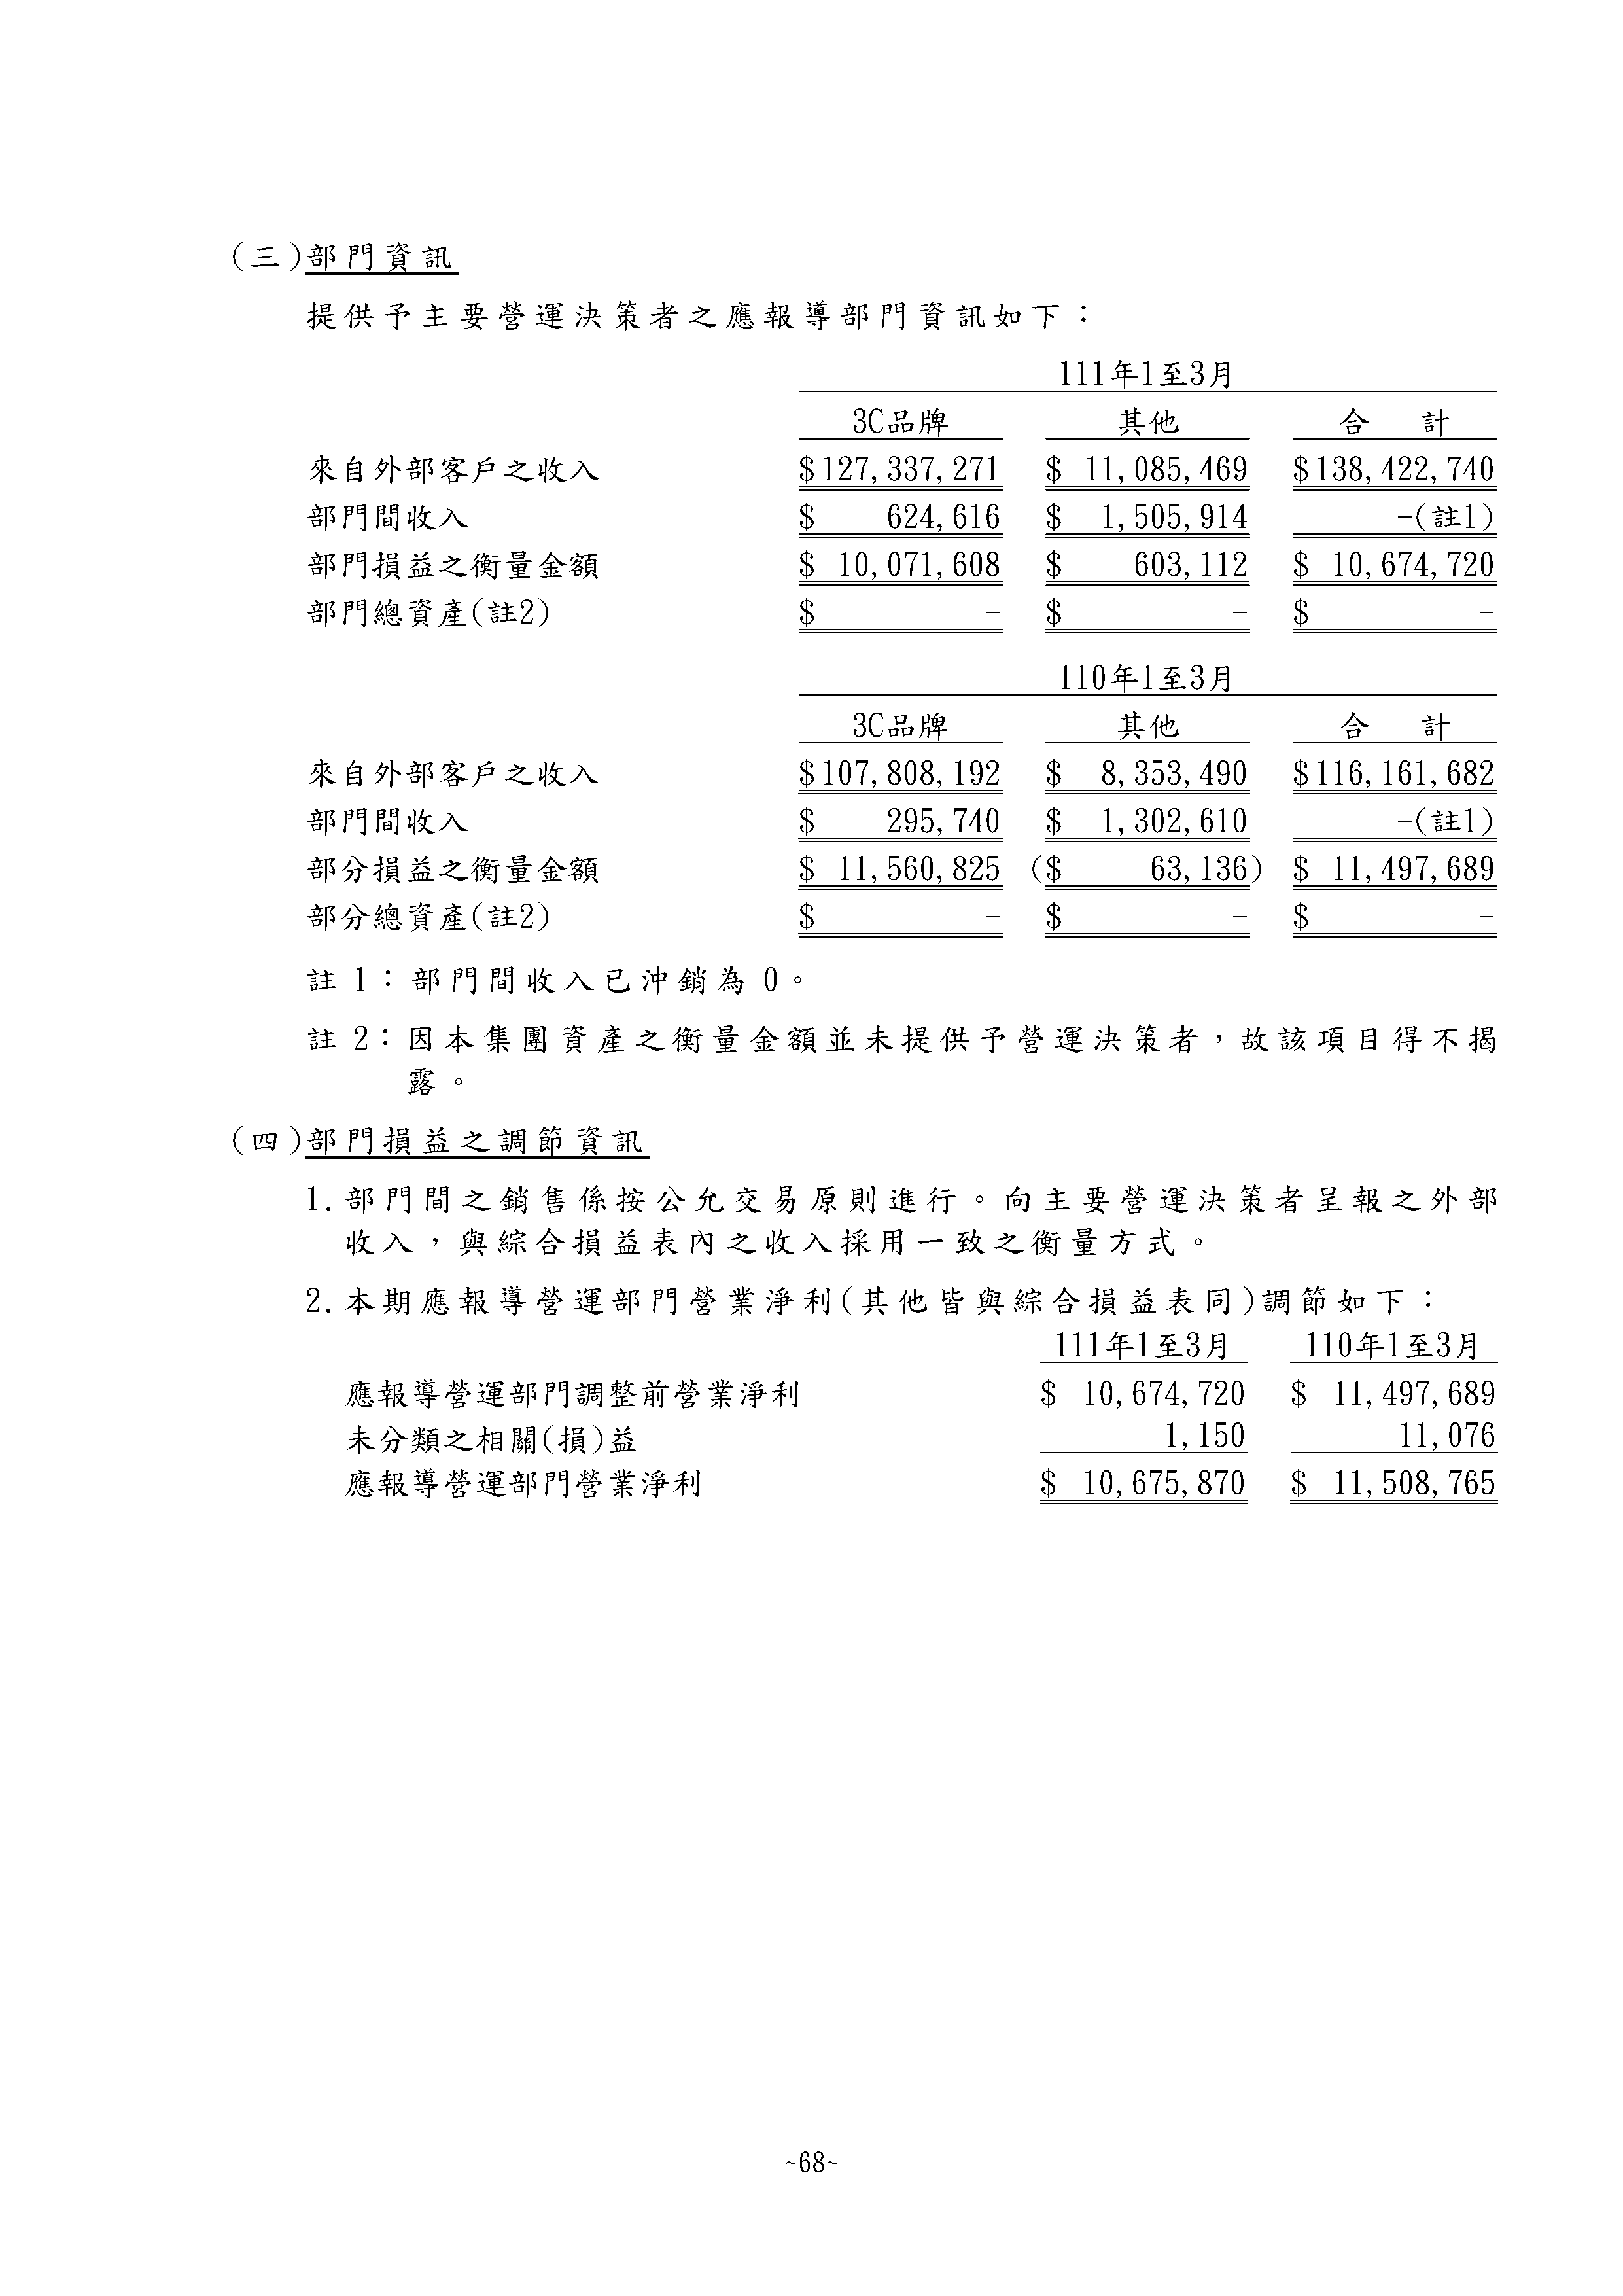 (三)部門資訊
提供予主要營運決策者之應報導部門資訊如下：
111年1至3月
3C品牌 其他 合 計
來自外部客戶之收入 $127,337,271 $ 11,085,469 $138,422,740
部門間收入 $ 624,616 $ 1,505,914 -(註1)
部門損益之衡量金額 $ 10,071,608 $ 603,112 $ 10,674,720
部門總資產(註2) $ - $ - $ -
110年1至3月
3C品牌 其他 合 計
來自外部客戶之收入 $107,808,192 $ 8,353,490 $116,161,682
部門間收入 $ 295,740 $ 1,302,610 -(註1)
部分損益之衡量金額 $ 11,560,825 ($ 63,136) $ 11,497,689
部分總資產(註2) $ - $ - $ -
註 1：部門間收入已沖銷為 0。
註 2：因本集團資產之衡量金額並未提供予營運決策者，故該項目得不揭
露。
(四)部門損益之調節資訊
1.部門間之銷售係按公允交易原則進行。向主要營運決策者呈報之外部
收入，與綜合損益表內之收入採用一致之衡量方式。
2.本期應報導營運部門營業淨利(其他皆與綜合損益表同)調節如下：
111年1至3月 110年1至3月
應報導營運部門調整前營業淨利 $ 10,674,720 $ 11,497,689
未分類之相關(損)益 1,150 11,076
應報導營運部門營業淨利 $ 10,675,870 $ 11,508,765
~68~